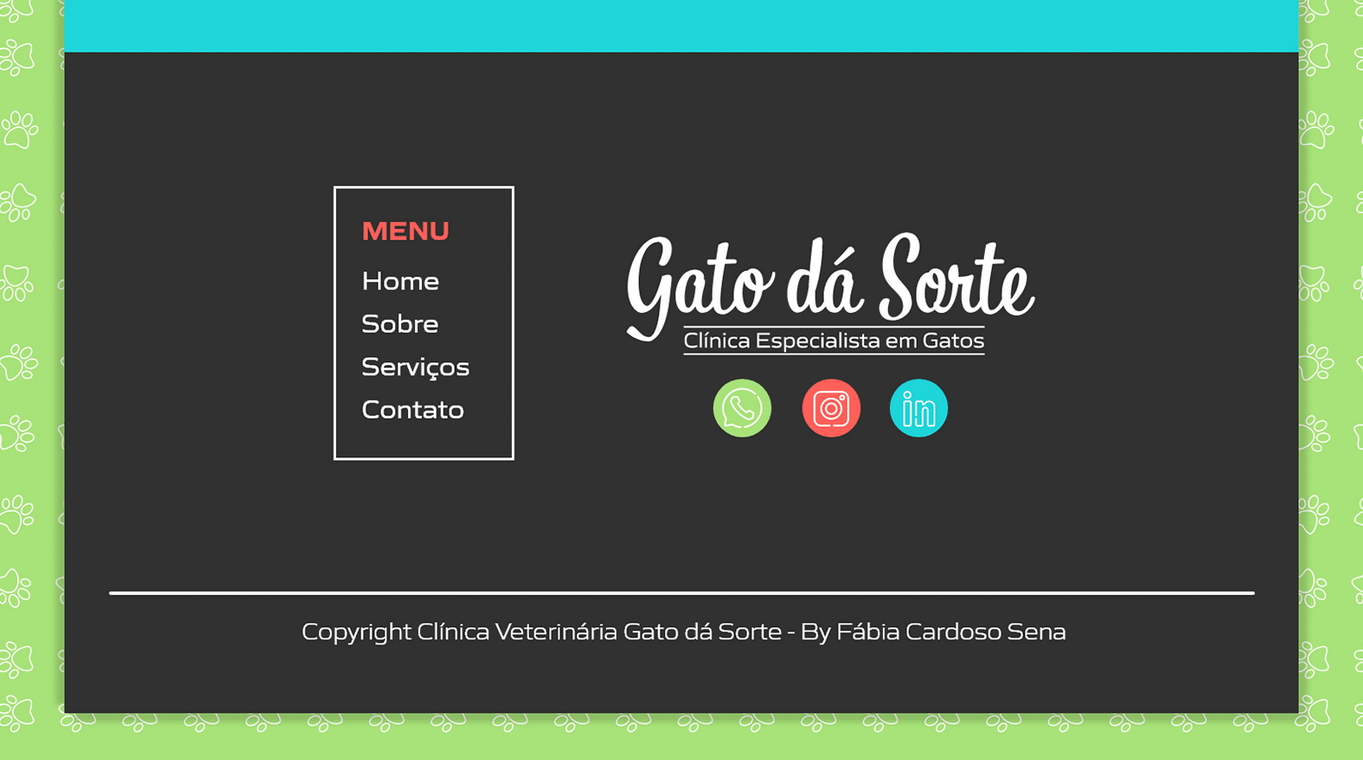 MENU
Home
Sobre
Serviços
Contato
Gato dá Sorte
Clínica Especialista em Gatos
in
Copyright Clínica Veterinária Gato dá Sorte - By Fábia Cardoso Sena